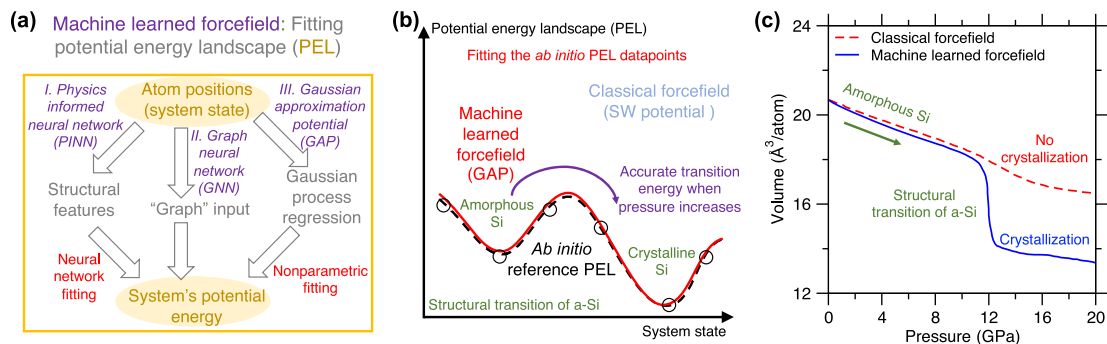 (a) Machine learned forcefield: Fitting
potential energy landscape (PEL)
I. Physics
informed
neural network
(PINN)
Atom positions
(system state)
III. Gaussian
approximation
potential
(GAP)
II. Graph
neural
network
(GNN)
Structural
features
"Graph" input
Gaussian
process
regression
Neural
network
fitting
Nonparametric
fitting
System's potential
energy
(b)
Potential energy landscape (PEL)
Fitting the ab initio PEL datapoints
Classical forcefield
(SW potential )
Machine
learned
forcefield
(GAP)
Accurate transition
energy when
pressure increases
Amorphous
Si
Ab initio
reference PEL
Crystalline
Si
Structural transition of a-Si
System state
(c)
Classical forcefield
Machine learned forcefield
Amorphous Si
No
crystallization
Structural
transition of a-Si
Crystallization
Volume (Å3/atom)
24
20
16
12
0 4 8 12 16 20
Pressure (GPa)